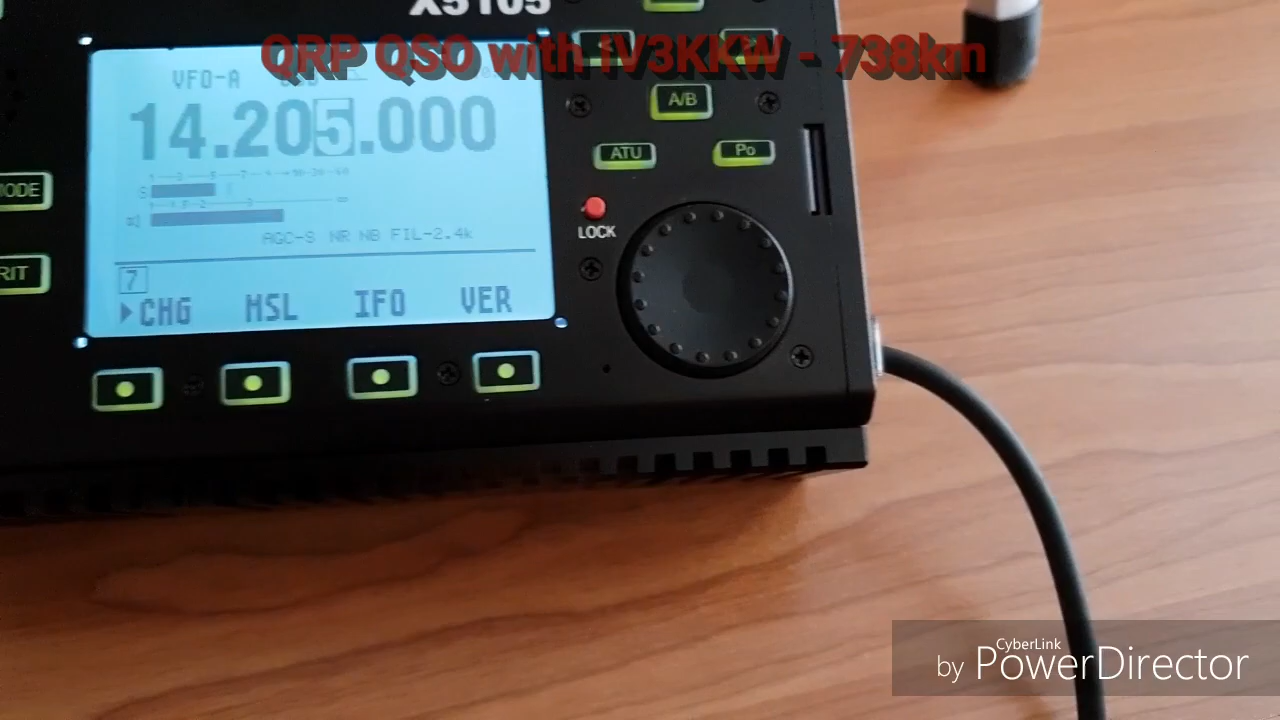 X5105
QRP QSO with iV3KKW - 738km
VFO-A
A/B
14.205.000
ATU
Po
MODE
S
LOCK
AGC-S NR NB FIL-2.4k
RIT
7
CHG MSL IFO VER
CyberLink
by PowerDirector